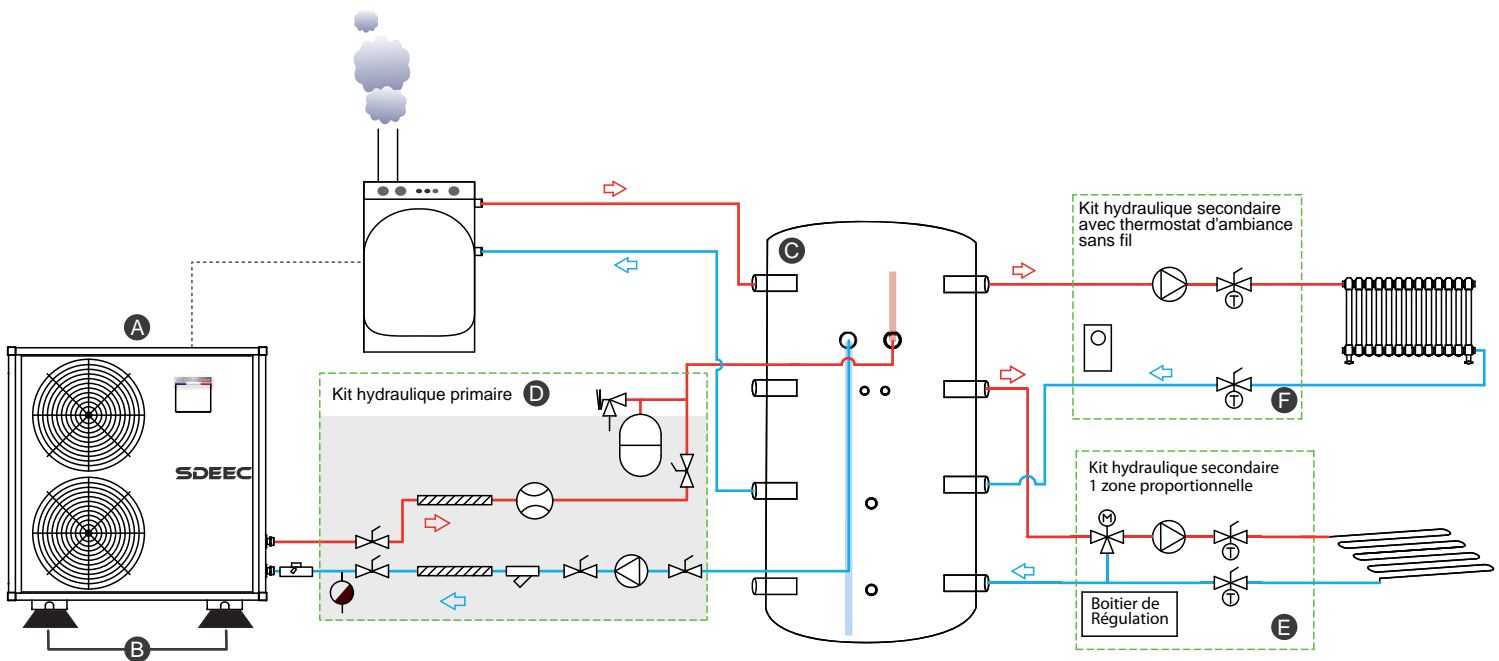 A
SDEEC
B
Kit hydraulique primaire
D
C
Kit hydraulique secondaire
avec thermostat d'ambiance
sans fil
T
T
F
Kit hydraulique secondaire
1 zone proportionnelle
M
T
T
Boitier de
Régulation
E